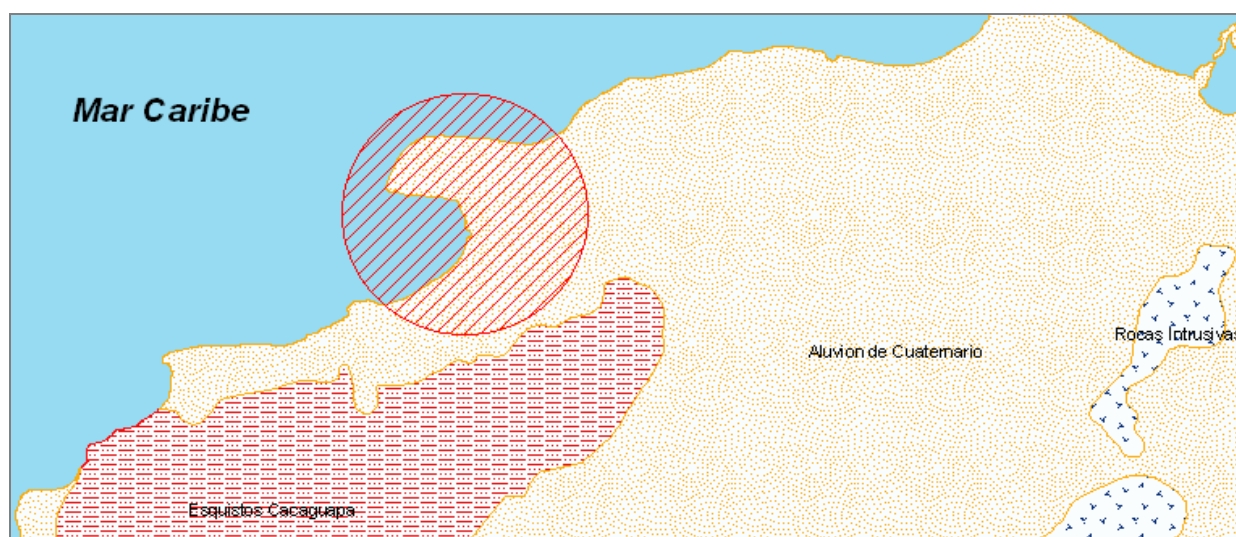 Mar Caribe
Rocas Intrusivas
Aluvion de Cuaternario
Esquistos Cacaguapa